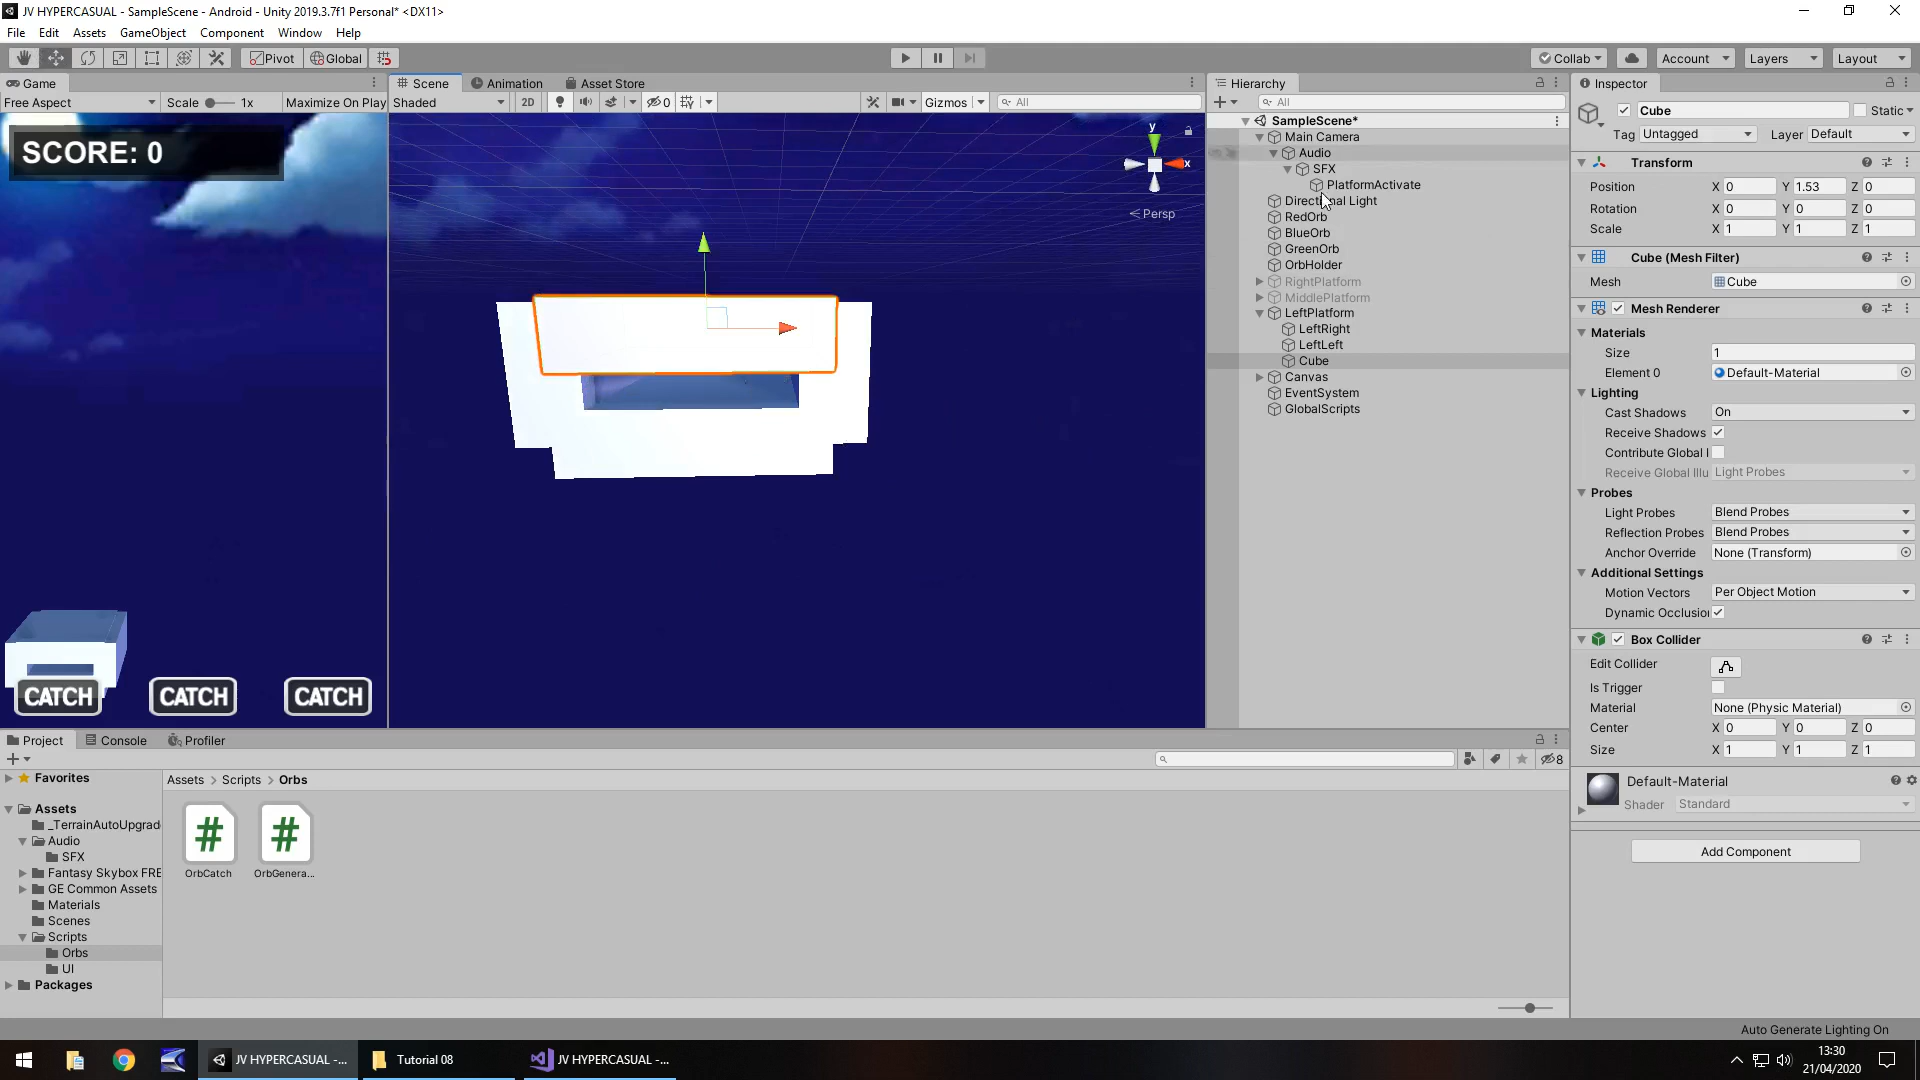 JV HYPERCASUAL - SampleScene - Android - Unity 2019.3.7f1 Personal* <DX11>
File Edit Assets GameObject Component Window Help
Pivot Global Collab Account Layers Layout
Game Scene Animation Asset Store Hierarchy Inspector
Free Aspect Scale 1x Maximize On Play Shaded 2D 0 Gizmos All All
SCORE: 0
y
x
Persp
CATCH CATCH CATCH
SampleScene*
Main Camera
Audio
SFX
PlatformActivate
Directional Light
RedOrb
BlueOrb
GreenOrb
OrbHolder
RightPlatform
MiddlePlatform
LeftPlatform
LeftRight
LeftLeft
Cube
Canvas
EventSystem
GlobalScripts
Cube Static
Tag Untagged Layer Default
Transform
Position X 0 Y 1.53 Z 0
Rotation X 0 Y 0 Z 0
Scale X 1 Y 1 Z 1
Cube (Mesh Filter)
Mesh Cube
Mesh Renderer
Materials
Size 1
Element 0 Default-Material
Lighting
Cast Shadows On
Receive Shadows
Contribute Global I
Receive Global Illu Light Probes
Probes
Light Probes Blend Probes
Reflection Probes Blend Probes
Anchor Override None (Transform)
Additional Settings
Motion Vectors Per Object Motion
Dynamic Occlusion
Box Collider
Edit Collider
Is Trigger
Material None (Physic Material)
Center X 0 Y 0 Z 0
Size X 1 Y 1 Z 1
Default-Material
Shader Standard
Add Component
Project Console Profiler
8
Favorites
Assets
_TerrainAutoUpgrad
Audio
SFX
Fantasy Skybox FRE
GE Common Assets
Materials
Scenes
Scripts
Orbs
UI
Packages
Assets > Scripts > Orbs
# #
OrbCatch OrbGenera...
Auto Generate Lighting On
JV HYPERCASUAL -... Tutorial 08 JV HYPERCASUAL -...
13:30
21/04/2020